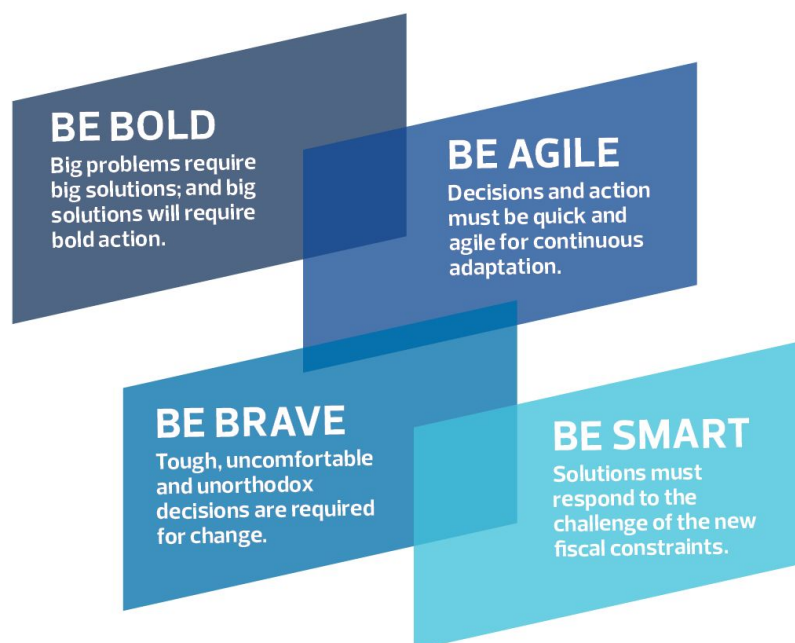 BE BOLD
Big problems require
big solutions; and big
solutions will require
bold action.
BE AGILE
Decisions and action
must be quick and
agile for continuous
adaptation.
BE BRAVE
Tough, uncomfortable
and unorthodox
decisions are required
for change.
BE SMART
Solutions must
respond to the
challenge of the new
fiscal constraints.